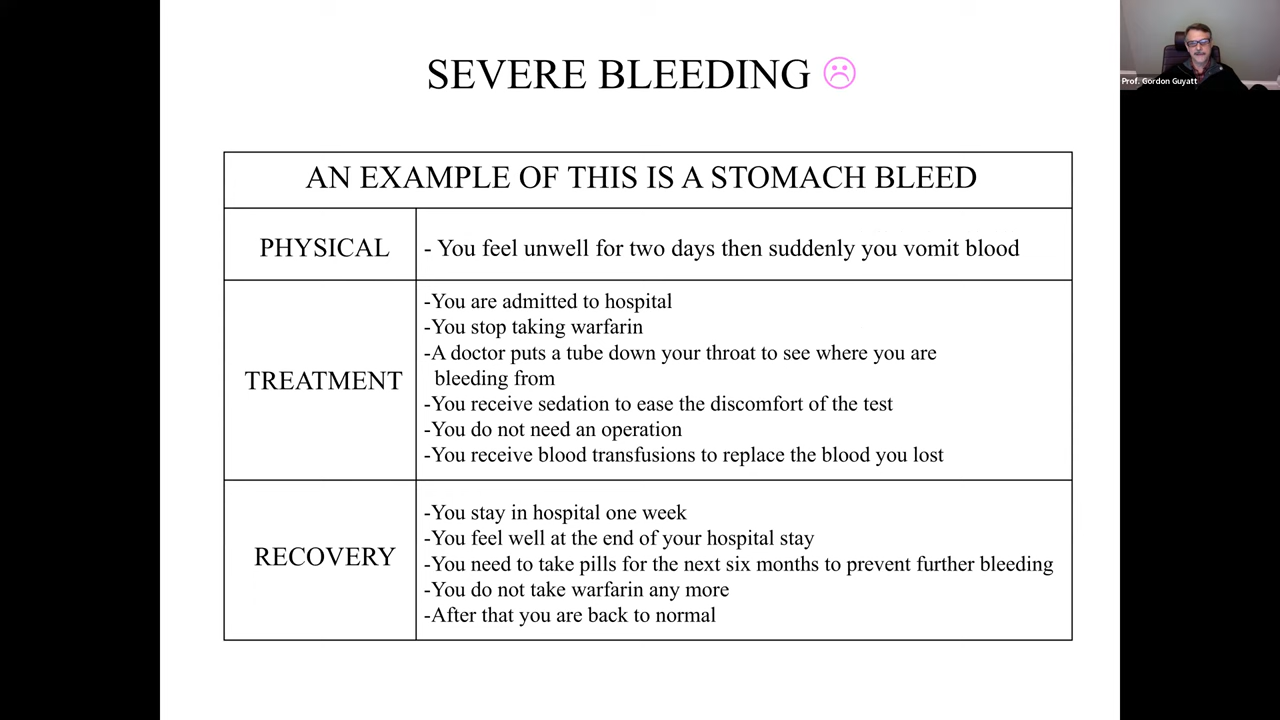 SEVERE BLEEDING
Prof. Gordon Guyatt
AN EXAMPLE OF THIS IS A STOMACH BLEED
PHYSICAL
- You feel unwell for two days then suddenly you vomit blood
TREATMENT
-You are admitted to hospital
-You stop taking warfarin
-A doctor puts a tube down your throat to see where you are
bleeding from
-You receive sedation to ease the discomfort of the test
-You do not need an operation
-You receive blood transfusions to replace the blood you lost
RECOVERY
-You stay in hospital one week
-You feel well at the end of your hospital stay
-You need to take pills for the next six months to prevent further bleeding
-You do not take warfarin any more
-After that you are back to normal